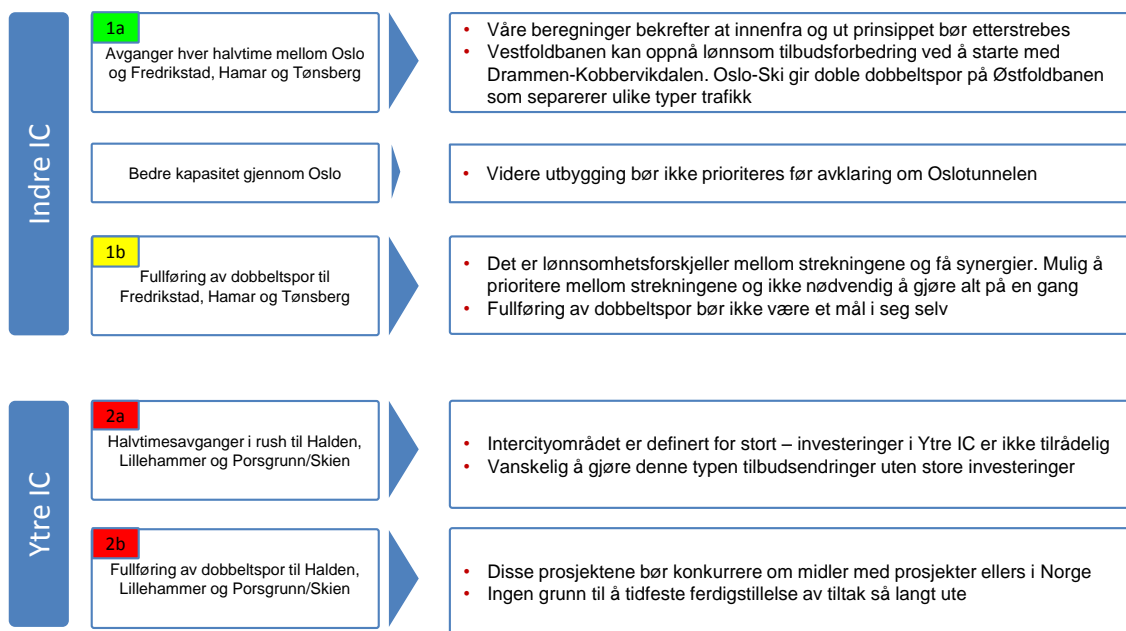 Indre IC
1a
Avganger hver halvtime mellom Oslo
og Fredrikstad, Hamar og Tønsberg
• Våre beregninger bekrefter at innenfra og ut prinsippet bør etterstrebes
• Vestfoldbanen kan oppnå lønnsom tilbudsforbedring ved å starte med
Drammen-Kobbervikdalen. Oslo-Ski gir doble dobbeltspor på Østfoldbanen
som separerer ulike typer trafikk
Bedre kapasitet gjennom Oslo
• Videre utbygging bør ikke prioriteres før avklaring om Oslotunnelen
1b
Fullføring av dobbeltspor til
Fredrikstad, Hamar og Tønsberg
• Det er lønnsomhetsforskjeller mellom strekningene og få synergier. Mulig å
prioritere mellom strekningene og ikke nødvendig å gjøre alt på en gang
• Fullføring av dobbeltspor bør ikke være et mål i seg selv
Ytre IC
2a
Halvtimesavganger i rush til Halden,
Lillehammer og Porsgrunn/Skien
• Intercityområdet er definert for stort – investeringer i Ytre IC er ikke tilrådelig
• Vanskelig å gjøre denne typen tilbudsendringer uten store investeringer
2b
Fullføring av dobbeltspor til Halden,
Lillehammer og Porsgrunn/Skien
• Disse prosjektene bør konkurrere om midler med prosjekter ellers i Norge
• Ingen grunn til å tidfeste ferdigstillelse av tiltak så langt ute